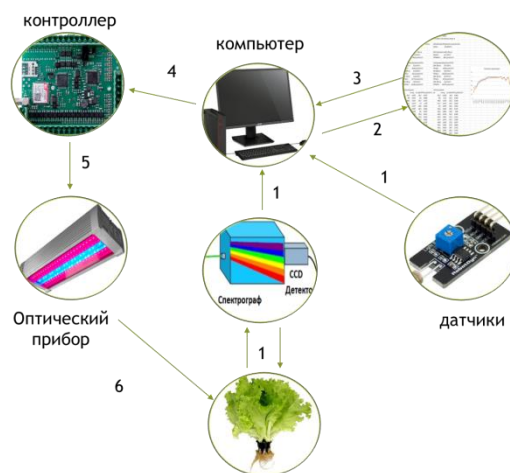 контроллер
компьютер
4
3
2
5
1
1
CCD
Детекто
Спектрограф
Оптический
прибор
датчики
1
6